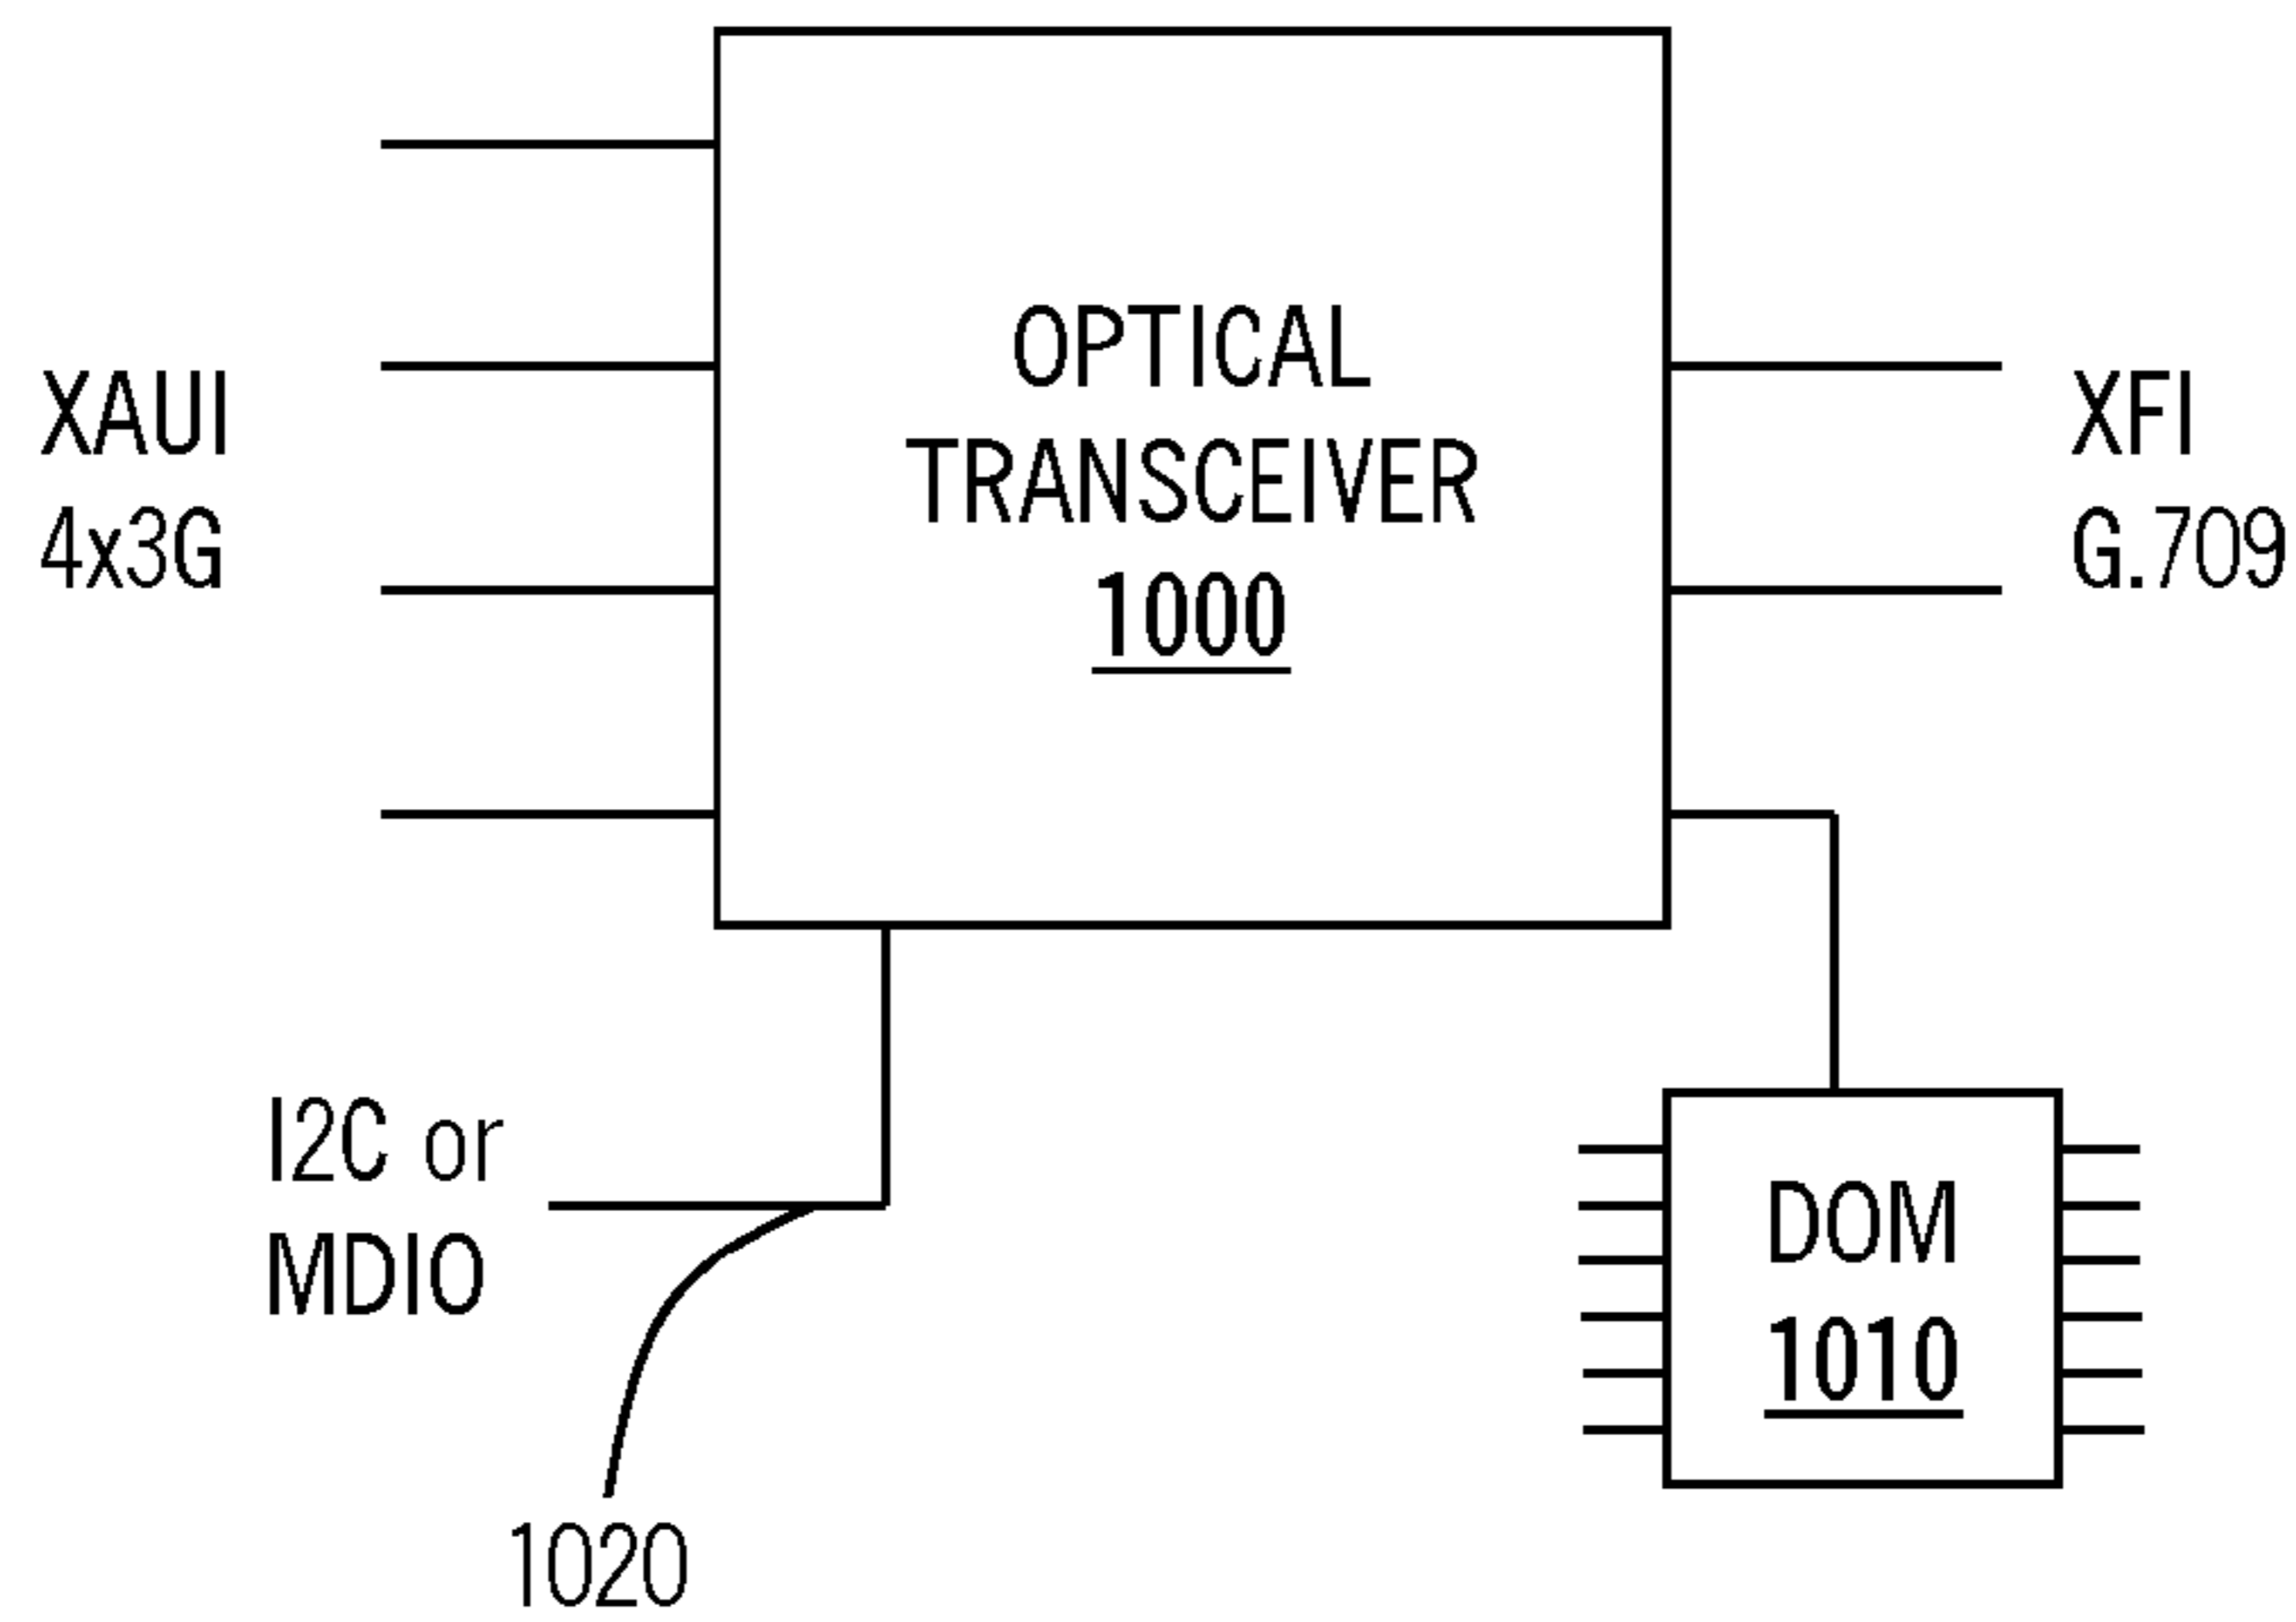 OPTICAL
TRANSCEIVER
1000
XAUI
4x3G
XFI
G.709
I2C or
MDIO
1020
DOM
1010